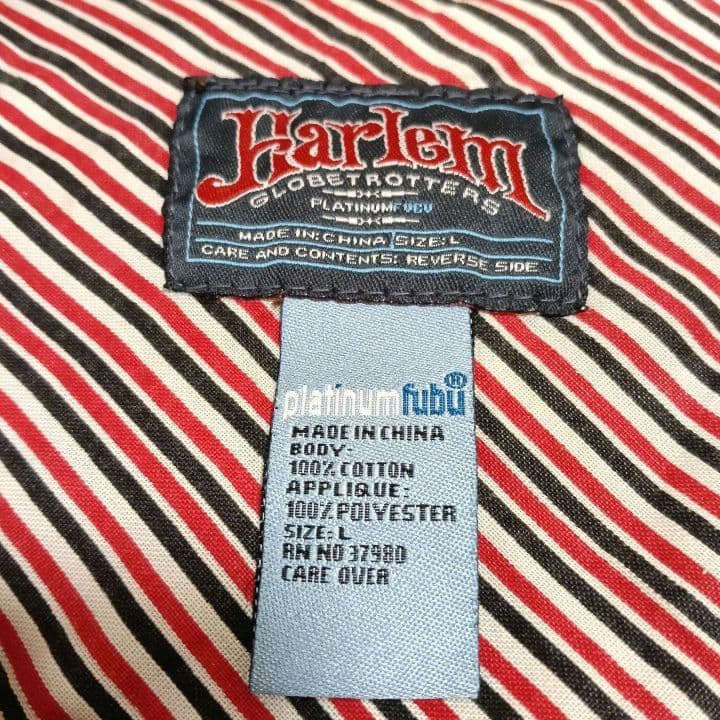 Harlem
GLOBETROTTERS
PLATINUMFUBU
MADE IN: CHINA SIZE: L
CARE AND CONTENTS: REVERSE SIDE
platinumfubu
MADE IN CHINA
BODY-
100% COTTON
APPLIQUE:
100% POLYESTER
SIZE: L
RN NO 37980
CARE OVER